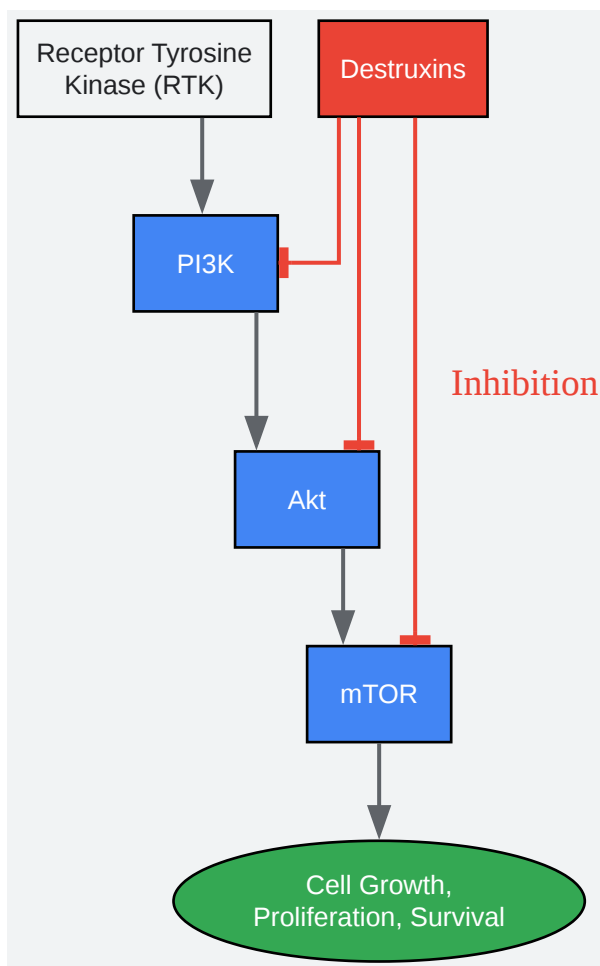 Receptor Tyrosine
Kinase (RTK)
Destruxins
PI3K
Inhibition
Akt
mTOR
Cell Growth,
Proliferation, Survival